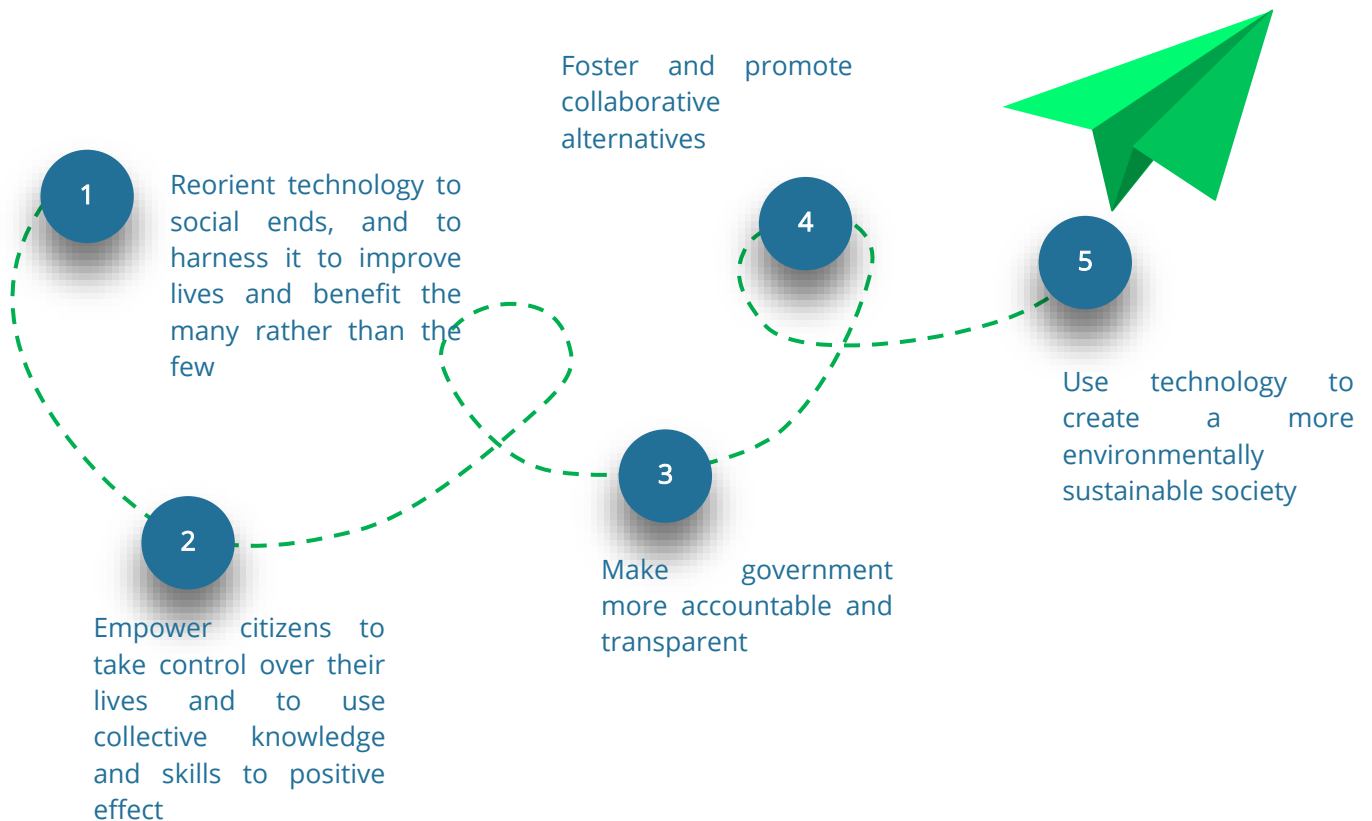 1
Reorient technology to
social ends, and to
harness it to improve
lives and benefit the
many rather than the
few
2
Empower citizens to
take control over their
lives and to use
collective knowledge
and skills to positive
effect
3
Make government
more accountable and
transparent
4
Foster and promote
collaborative
alternatives
5
Use technology to
create a more
environmentally
sustainable society